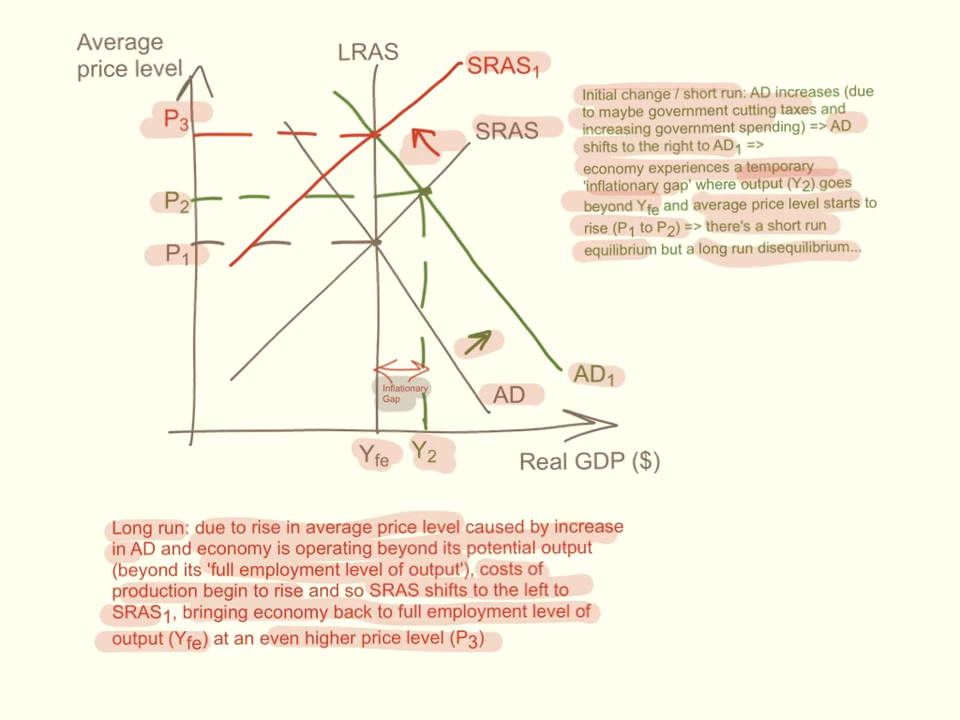 Average
price level
LRAS
SRAS₁
P₃
SRAS
P₂
P₁
Inflationary
Gap
AD₁
AD
Yfe
Y₂
Real GDP ($)
Initial change / short run: AD increases (due
to maybe government cutting taxes and
increasing government spending) => AD
shifts to the right to AD₁ =>
economy experiences a temporary
'inflationary gap' where output (Y₂) goes
beyond Yfe and average price level starts to
rise (P₁ to P₂) => there's a short run
equilibrium but a long run disequilibrium...
Long run: due to rise in average price level caused by increase
in AD and economy is operating beyond its potential output
(beyond its 'full employment level of output'), costs of
production begin to rise and so SRAS shifts to the left to
SRAS₁, bringing economy back to full employment level of
output (Yfe) at an even higher price level (P₃)